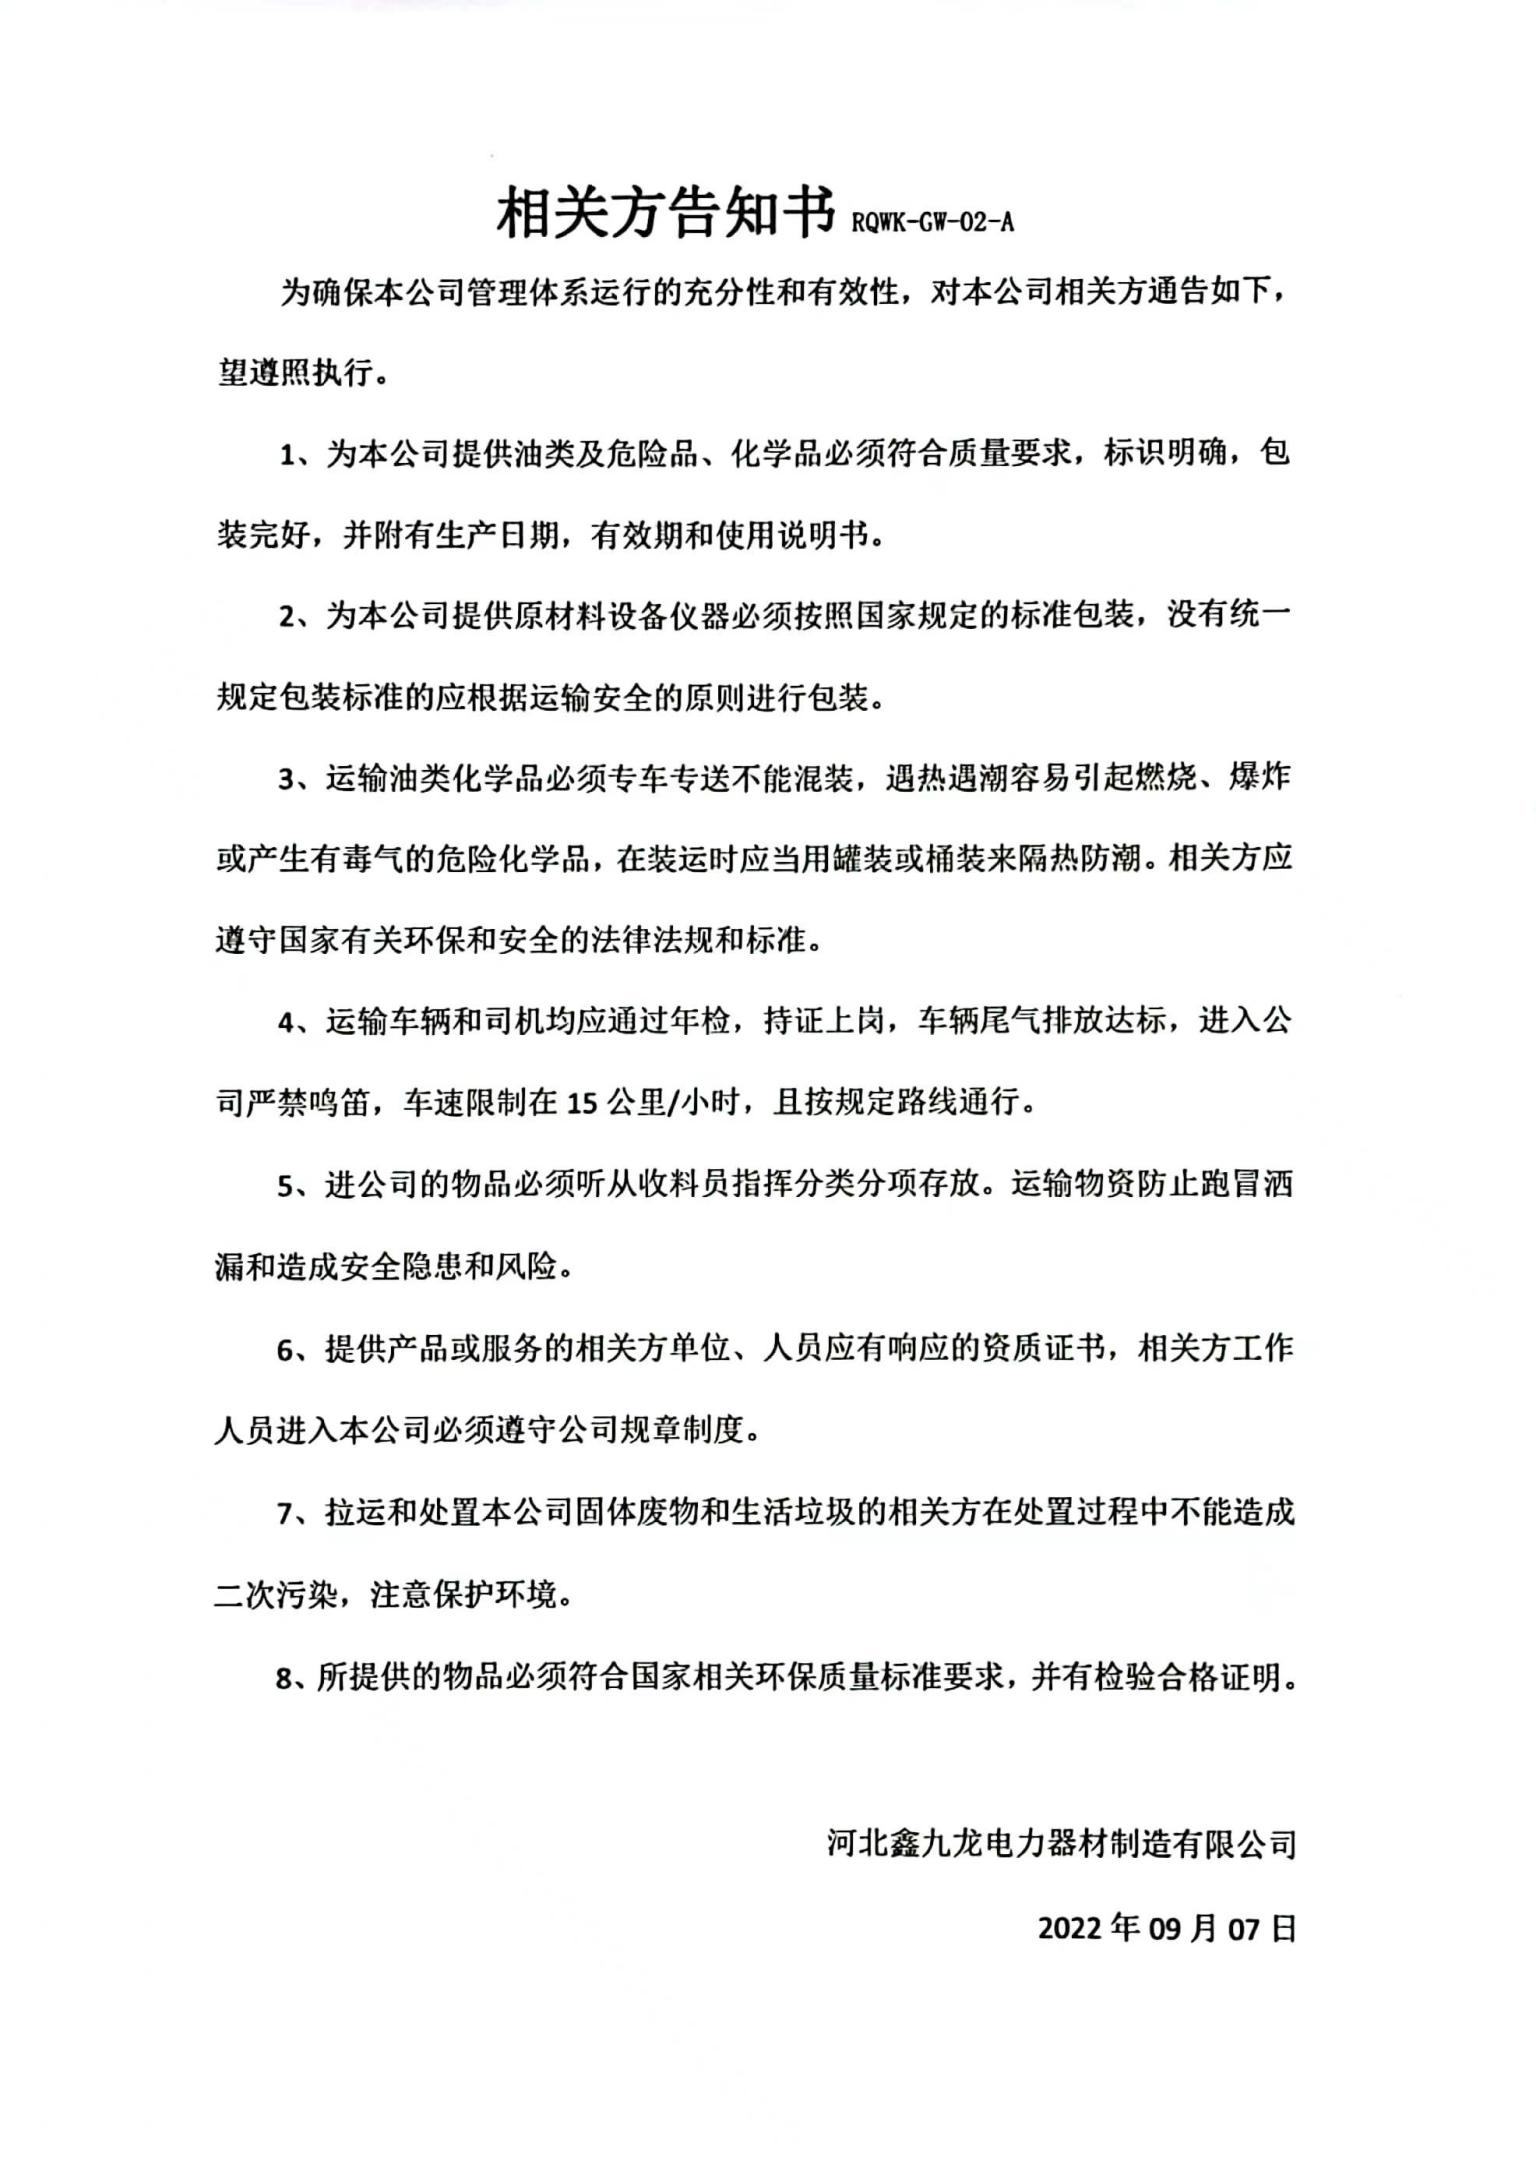 相关方告知书 RQWK-GW-02-A
为确保本公司管理体系运行的充分性和有效性，对本公司相关方通告如下，
望遵照执行。
1、为本公司提供油类及危险品、化学品必须符合质量要求，标识明确，包
装完好，并附有生产日期，有效期和使用说明书。
2、为本公司提供原材料设备仪器必须按照国家规定的标准包装，没有统一
规定包装标准的应根据运输安全的原则进行包装。
3、运输油类化学品必须专车专送不能混装，遇热遇潮容易引起燃烧、爆炸
或产生有毒气的危险化学品，在装运时应当用罐装或桶装来隔热防潮。相关方应
遵守国家有关环保和安全的法律法规和标准。
4、运输车辆和司机均应通过年检，持证上岗，车辆尾气排放达标，进入公
司严禁鸣笛，车速限制在 15 公里/小时，且按规定路线通行。
5、进公司的物品必须听从收料员指挥分类分项存放。运输物资防止跑冒洒
漏和造成安全隐患和风险。
6、提供产品或服务的相关方单位、人员应有响应的资质证书，相关方工作
人员进入本公司必须遵守公司规章制度。
7、拉运和处置本公司固体废物和生活垃圾的相关方在处置过程中不能造成
二次污染，注意保护环境。
8、所提供的物品必须符合国家相关环保质量标准要求，并有检验合格证明。
河北鑫九龙电力器材制造有限公司
2022 年 09 月 07 日